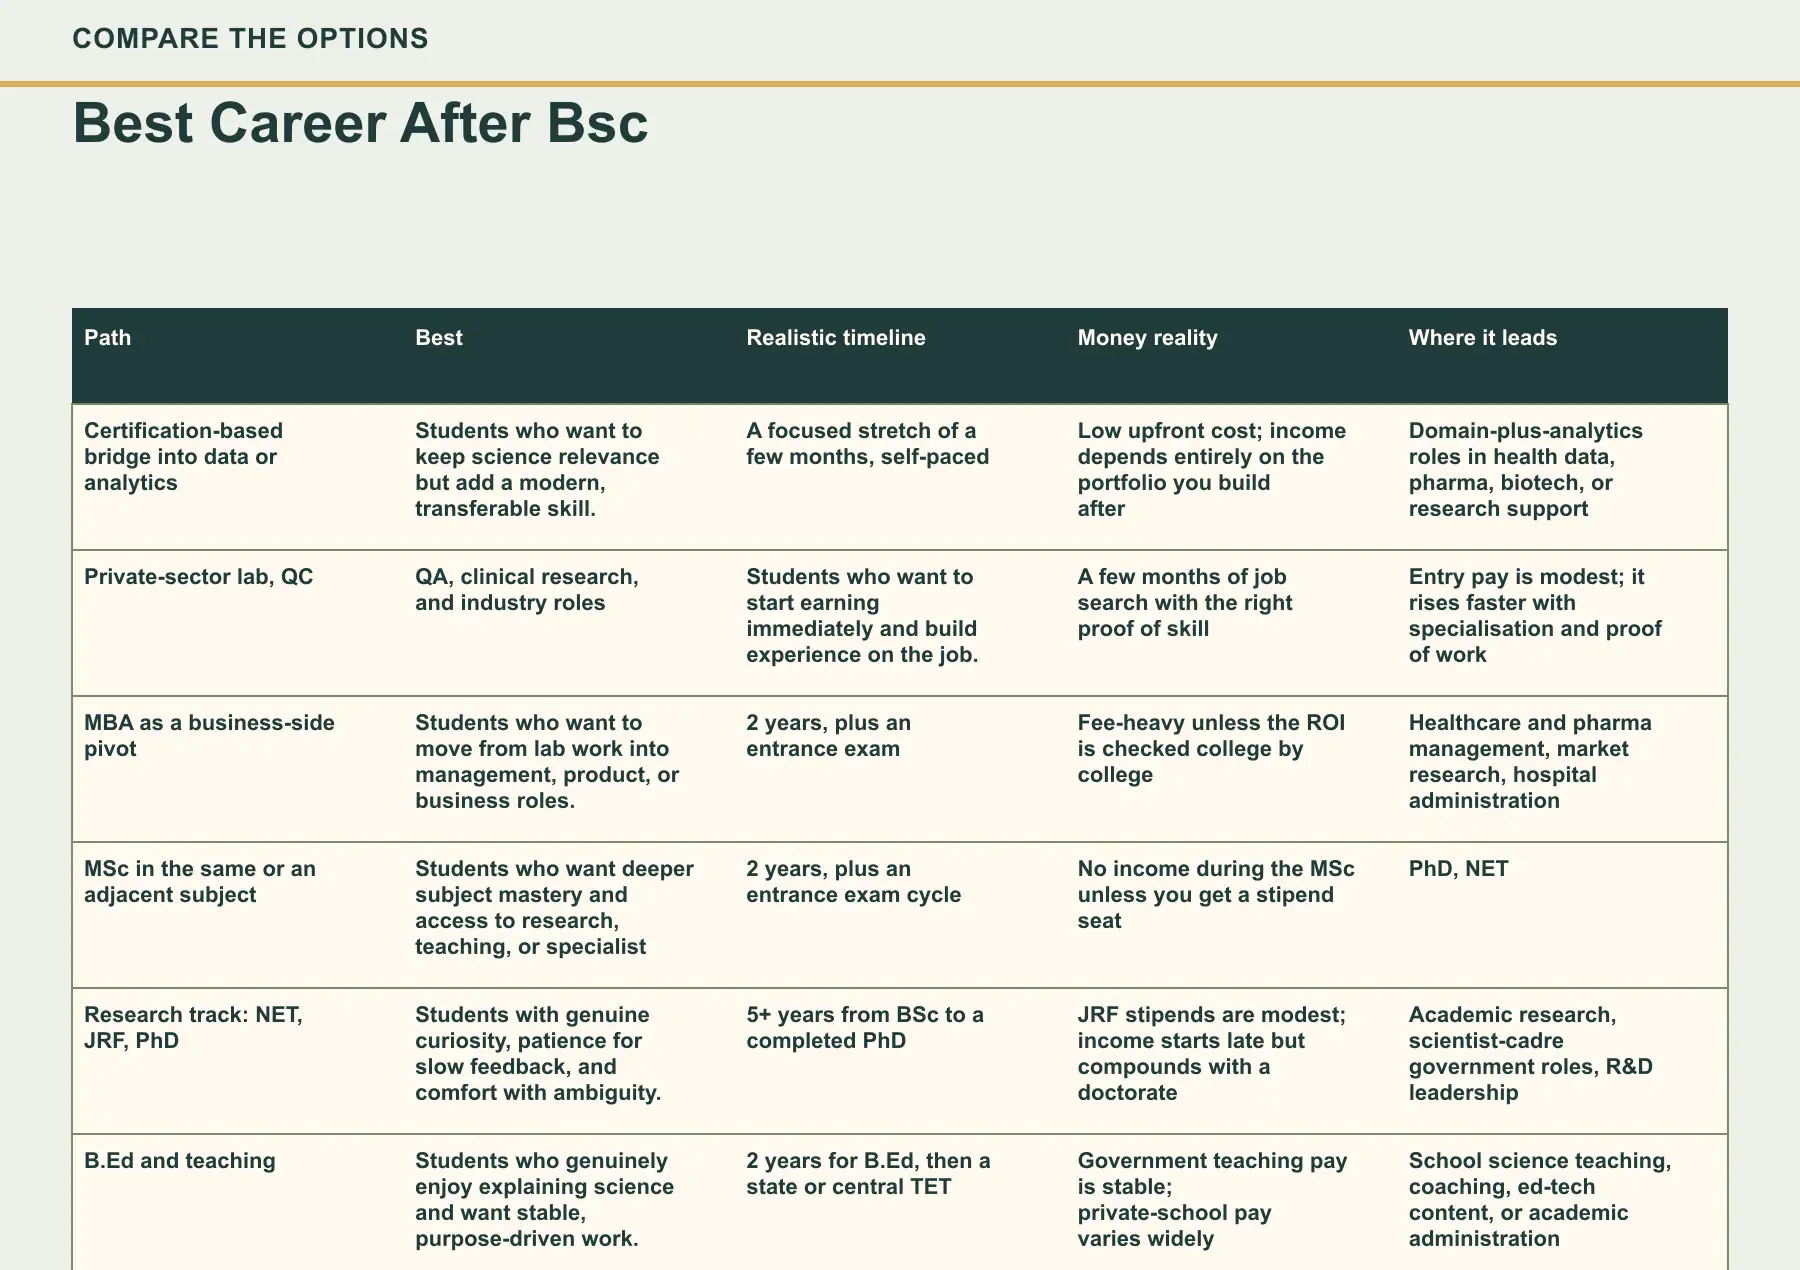 COMPARE THE OPTIONS
Best Career After Bsc
Path
Best
Realistic timeline
Money reality
Where it leads
Certification-based
bridge into data or
analytics
Students who want to
keep science relevance
but add a modern,
transferable skill.
A focused stretch of a
few months, self-paced
Low upfront cost; income
depends entirely on the
portfolio you build
after
Domain-plus-analytics
roles in health data,
pharma, biotech, or
research support
Private-sector lab, QC
QA, clinical research,
and industry roles
Students who want to
start earning
immediately and build
experience on the job.
A few months of job
search with the right
proof of skill
Entry pay is modest; it
rises faster with
specialisation and proof
of work
MBA as a business-side
pivot
Students who want to
move from lab work into
management, product, or
business roles.
2 years, plus an
entrance exam
Fee-heavy unless the ROI
is checked college by
college
Healthcare and pharma
management, market
research, hospital
administration
MSc in the same or an
adjacent subject
Students who want deeper
subject mastery and
access to research,
teaching, or specialist
2 years, plus an
entrance exam cycle
No income during the MSc
unless you get a stipend
seat
PhD, NET
Research track: NET,
JRF, PhD
Students with genuine
curiosity, patience for
slow feedback, and
comfort with ambiguity.
5+ years from BSc to a
completed PhD
JRF stipends are modest;
income starts late but
compounds with a
doctorate
Academic research,
scientist-cadre
government roles, R&D
leadership
B.Ed and teaching
Students who genuinely
enjoy explaining science
and want stable,
purpose-driven work.
2 years for B.Ed, then a
state or central TET
Government teaching pay
is stable;
private-school pay
varies widely
School science teaching,
coaching, ed-tech
content, or academic
administration